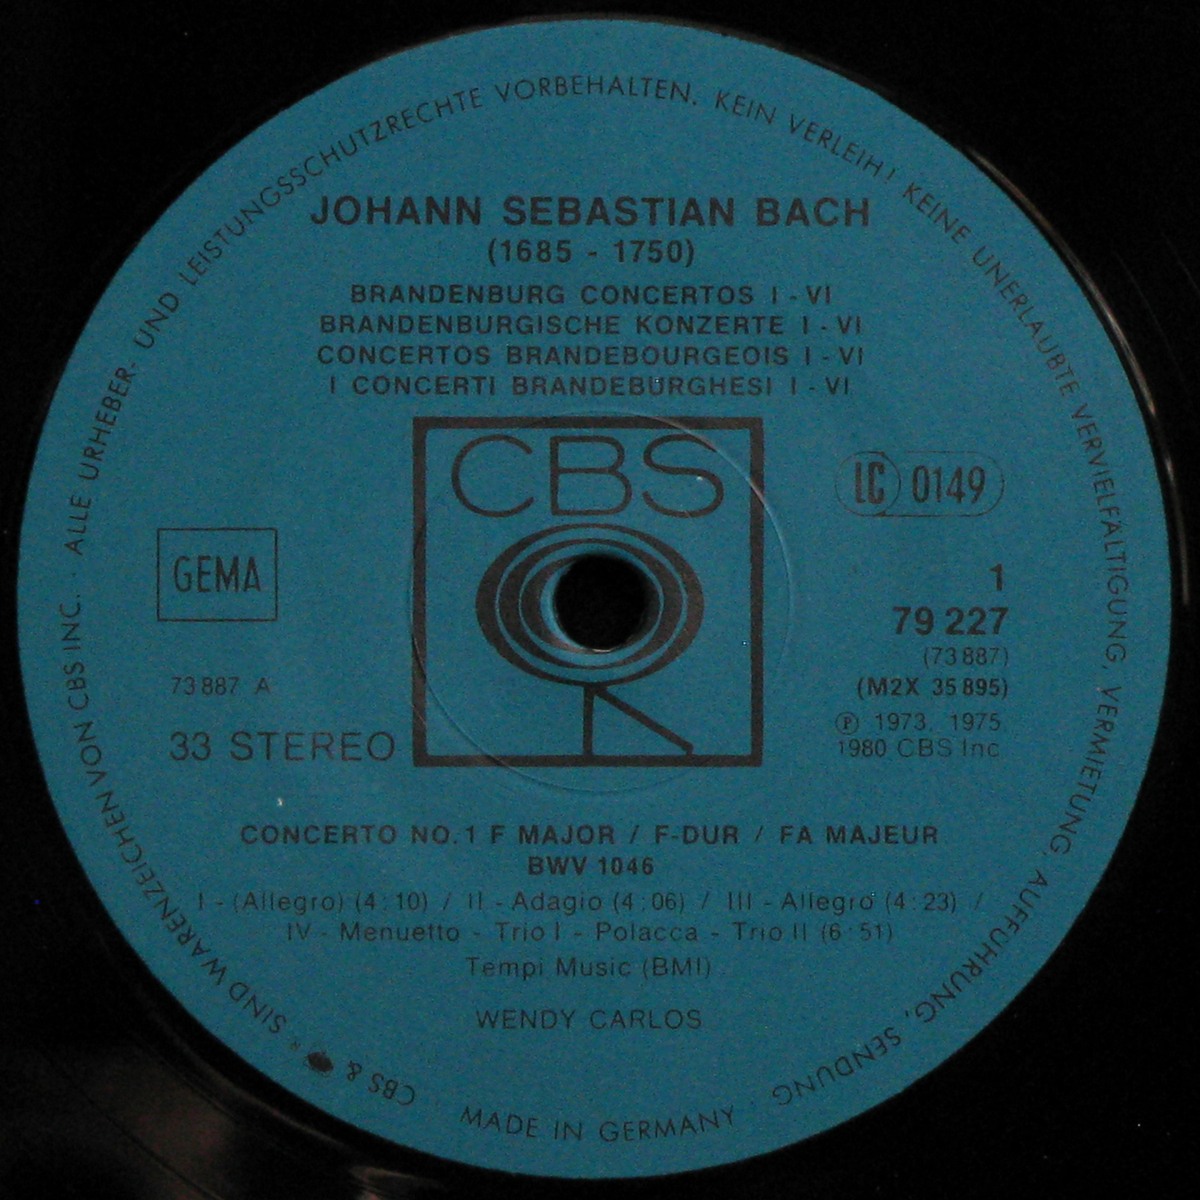 ALLE URHEBER- UND LEISTUNGSSCHUTZRECHTE VORBEHALTEN. KEIN VERLEIH! KEINE UNERLAUBTE VERVIELFÄLTIGUNG, VERMIETUNG, AUFFÜHRUNG, SENDUNG ·
JOHANN SEBASTIAN BACH
(1685 - 1750)
BRANDENBURG CONCERTOS I - VI
BRANDENBURGISCHE KONZERTE I - VI
CONCERTOS BRANDEBOURGEOIS I - VI
I CONCERTI BRANDEBURGHESI I - VI
CBS
LC 0149
GEMA
1
79 227
(73 887)
(M2X 35 895)
73 887 A
℗ 1973, 1975
1980 CBS Inc
33 STEREO
CONCERTO NO. 1 F MAJOR / F-DUR / FA MAJEUR
BWV 1046
I - (Allegro) (4:10) / II - Adagio (4:06) / III - Allegro (4:23) /
IV - Menuetto - Trio I - Polacca - Trio II (6:51)
Tempi Music (BMI)
WENDY CARLOS
CBS & ® SIND WARENZEICHEN VON CBS INC. ·
MADE IN GERMANY